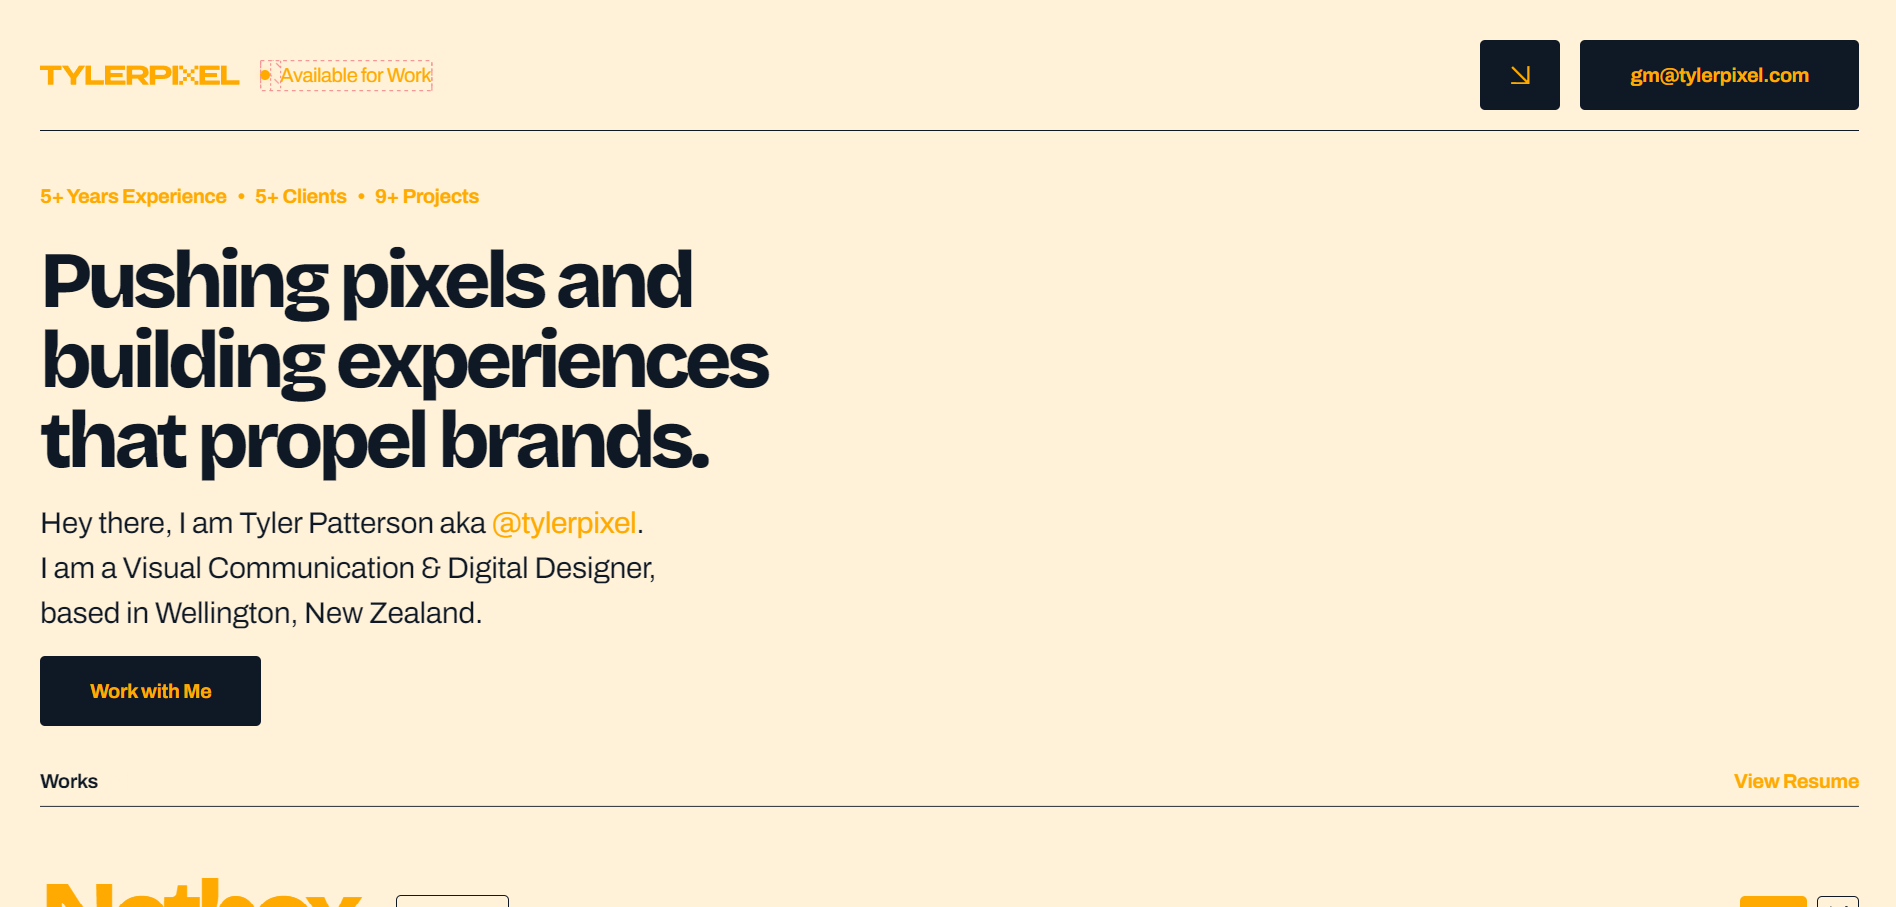 TYLERPIXEL
Available for Work
gm@tylerpixel.com
5+ Years Experience • 5+ Clients • 9+ Projects
Pushing pixels and
building experiences
that propel brands.
Hey there, I am Tyler Patterson aka @tylerpixel.
I am a Visual Communication & Digital Designer,
based in Wellington, New Zealand.
Work with Me
Works
View Resume